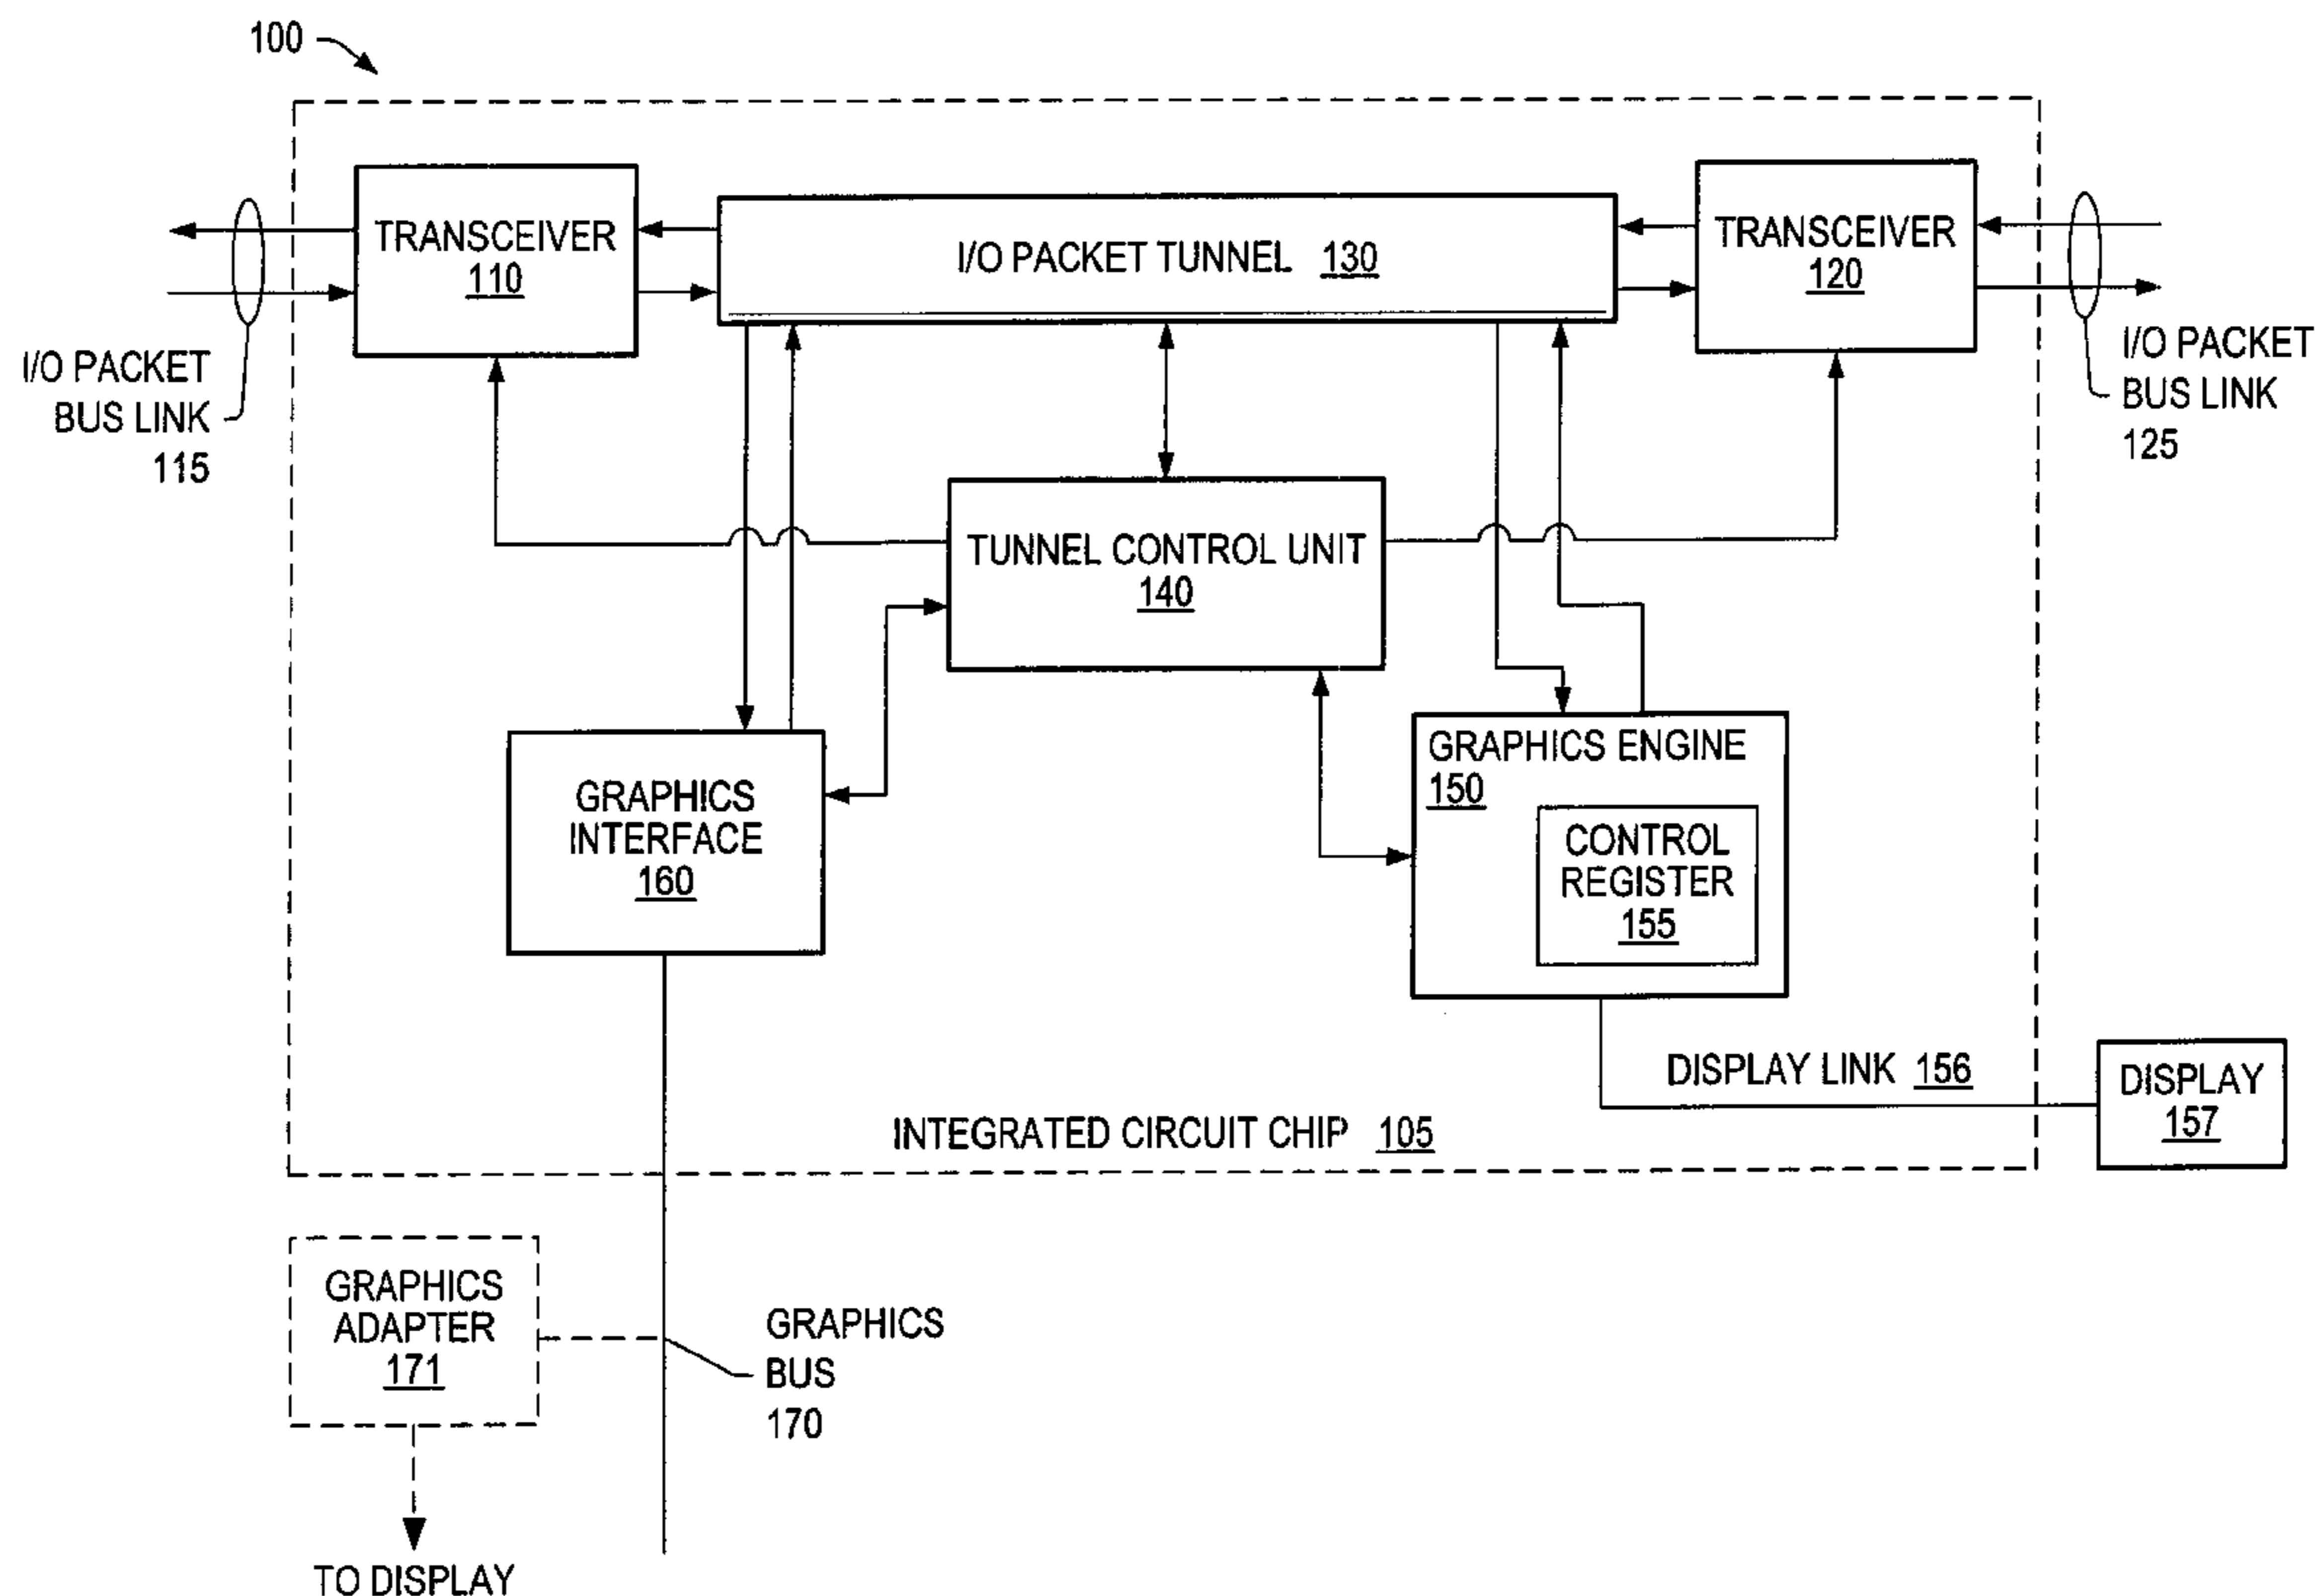 100
TRANSCEIVER
110
I/O PACKET TUNNEL 130
TRANSCEIVER
120
I/O PACKET
BUS LINK
115
I/O PACKET
BUS LINK
125
TUNNEL CONTROL UNIT
140
GRAPHICS
INTERFACE
160
GRAPHICS ENGINE
150
CONTROL
REGISTER
155
DISPLAY LINK 156
DISPLAY
157
INTEGRATED CIRCUIT CHIP 105
GRAPHICS
ADAPTER
171
GRAPHICS
BUS
170
TO DISPLAY